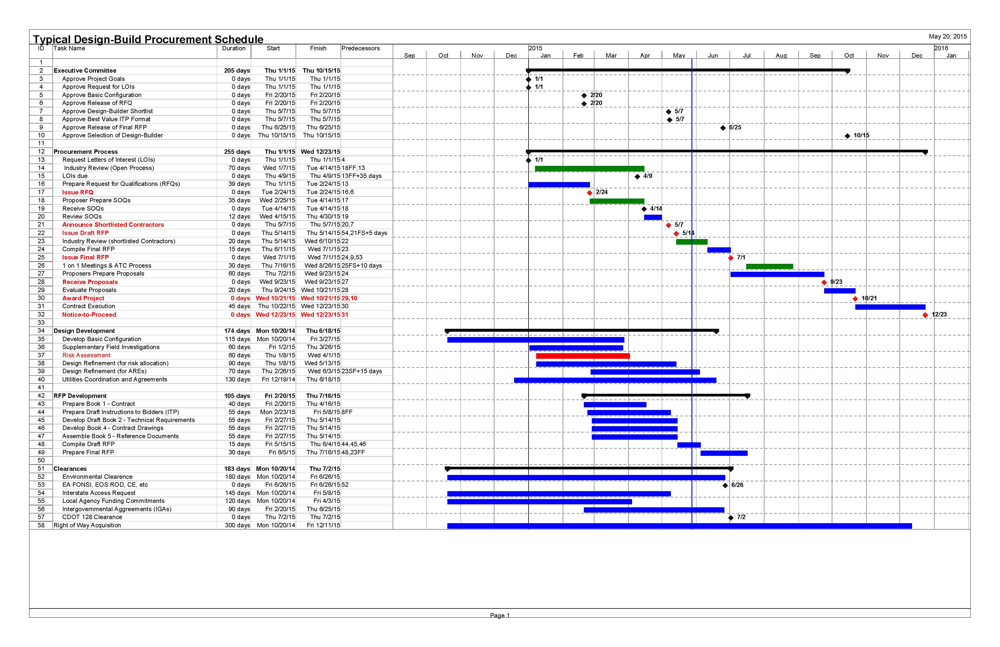 Typical Design-Build Procurement Schedule May 20, 2015
ID Task Name Duration Start Finish Predecessors 2015 2016
Sep Oct Nov Dec Jan Feb Mar Apr May Jun Jul Aug Sep Oct Nov Dec Jan
1
2 Executive Committee 205 days Thu 1/1/15 Thu 10/15/15
3 Approve Project Goals 0 days Thu 1/1/15 Thu 1/1/15 1/1
4 Approve Request for LOIs 0 days Thu 1/1/15 Thu 1/1/15 1/1
5 Approve Basic Configuration 0 days Fri 2/20/15 Fri 2/20/15 2/20
6 Approve Release of RFQ 0 days Fri 2/20/15 Fri 2/20/15 2/20
7 Approve Design-Builder Shortlist 0 days Thu 5/7/15 Thu 5/7/15 5/7
8 Approve Best Value ITP Format 0 days Thu 5/7/15 Thu 5/7/15 5/7
9 Approve Release of Final RFP 0 days Thu 6/25/15 Thu 6/25/15 6/25
10 Approve Selection of Design-Builder 0 days Thu 10/15/15 Thu 10/15/15 10/15
11
12 Procurement Process 255 days Thu 1/1/15 Wed 12/23/15
13 Request Letters of Interest (LOIs) 0 days Thu 1/1/15 Thu 1/1/15 4 1/1
14 Industry Review (Open Process) 70 days Wed 1/7/15 Tue 4/14/15 18FF,13
15 LOIs due 0 days Thu 4/9/15 Thu 4/9/15 13FF+35 days 4/9
16 Prepare Request for Qualifications (RFQs) 39 days Thu 1/1/15 Tue 2/24/15 13
17 Issue RFQ 0 days Tue 2/24/15 Tue 2/24/15 16,6 2/24
18 Proposer Prepare SOQs 35 days Wed 2/25/15 Tue 4/14/15 17
19 Receive SOQs 0 days Tue 4/14/15 Tue 4/14/15 18 4/14
20 Review SOQs 12 days Wed 4/15/15 Thu 4/30/15 19
21 Announce Shortlisted Contractors 0 days Thu 5/7/15 Thu 5/7/15 20,7 5/7
22 Issue Draft RFP 0 days Thu 5/14/15 Thu 5/14/15 54,21FS+5 days 5/14
23 Industry Review (shortlisted Contractors) 20 days Thu 5/14/15 Wed 6/10/15 22
24 Compile Final RFP 15 days Thu 6/11/15 Wed 7/1/15 23
25 Issue Final RFP 0 days Wed 7/1/15 Wed 7/1/15 24,9,53 7/1
26 1 on 1 Meetings & ATC Process 30 days Thu 7/16/15 Wed 8/26/15 25FS+10 days
27 Proposers Prepare Proposals 60 days Thu 7/2/15 Wed 9/23/15 24
28 Receive Proposals 0 days Wed 9/23/15 Wed 9/23/15 27 9/23
29 Evaluate Proposals 20 days Thu 9/24/15 Wed 10/21/15 28
30 Award Project 0 days Wed 10/21/15 Wed 10/21/15 29,10 10/21
31 Contract Execution 45 days Thu 10/22/15 Wed 12/23/15 30
32 Notice-to-Proceed 0 days Wed 12/23/15 Wed 12/23/15 31 12/23
33
34 Design Development 174 days Mon 10/20/14 Thu 6/18/15
35 Develop Basic Configuration 115 days Mon 10/20/14 Fri 3/27/15
36 Supplementary Field Investigations 60 days Fri 1/2/15 Thu 3/26/15
37 Risk Assessment 60 days Thu 1/8/15 Wed 4/1/15
38 Design Refinement (for risk allocation) 90 days Thu 1/8/15 Wed 5/13/15
39 Design Refinement (for AREs) 70 days Thu 2/26/15 Wed 6/3/15 23SF+15 days
40 Utilities Coordination and Agreements 130 days Fri 12/19/14 Thu 6/18/15
41
42 RFP Development 105 days Fri 2/20/15 Thu 7/16/15
43 Prepare Book 1 - Contract 40 days Fri 2/20/15 Thu 4/16/15
44 Prepare Draft Instructions to Bidders (ITP) 55 days Mon 2/23/15 Fri 5/8/15 8FF
45 Develop Draft Book 2 - Technical Requirements 55 days Fri 2/27/15 Thu 5/14/15
46 Develop Book 4 - Contract Drawings 55 days Fri 2/27/15 Thu 5/14/15
47 Assemble Book 5 - Reference Documents 55 days Fri 2/27/15 Thu 5/14/15
48 Compile Draft RFP 15 days Fri 5/15/15 Thu 6/4/15 44,45,46
49 Prepare Final RFP 30 days Fri 6/5/15 Thu 7/16/15 48,23FF
50
51 Clearances 183 days Mon 10/20/14 Thu 7/2/15
52 Environmental Clearence 180 days Mon 10/20/14 Fri 6/26/15
53 EA FONSI, EOS ROD, CE, etc 0 days Fri 6/26/15 Fri 6/26/15 52 6/26
54 Interstate Access Request 145 days Mon 10/20/14 Fri 5/8/15
55 Local Agency Funding Commitments 120 days Mon 10/20/14 Fri 4/3/15
56 Intergovernmental Aggreements (IGAs) 90 days Fri 2/20/15 Thu 6/25/15
57 CDOT 128 Clearance 0 days Thu 7/2/15 Thu 7/2/15 7/2
58 Right of Way Acquisition 300 days Mon 10/20/14 Fri 12/11/15
Page 1